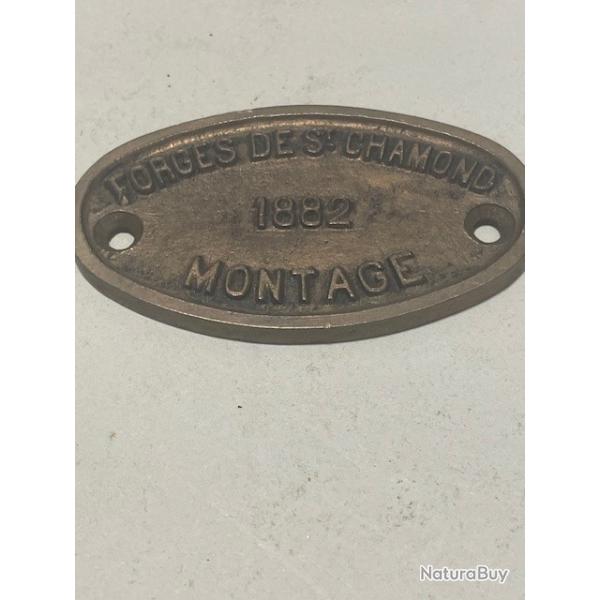 FORGES DE St CHAMOND
1882
MONTAGE
NaturaBuy